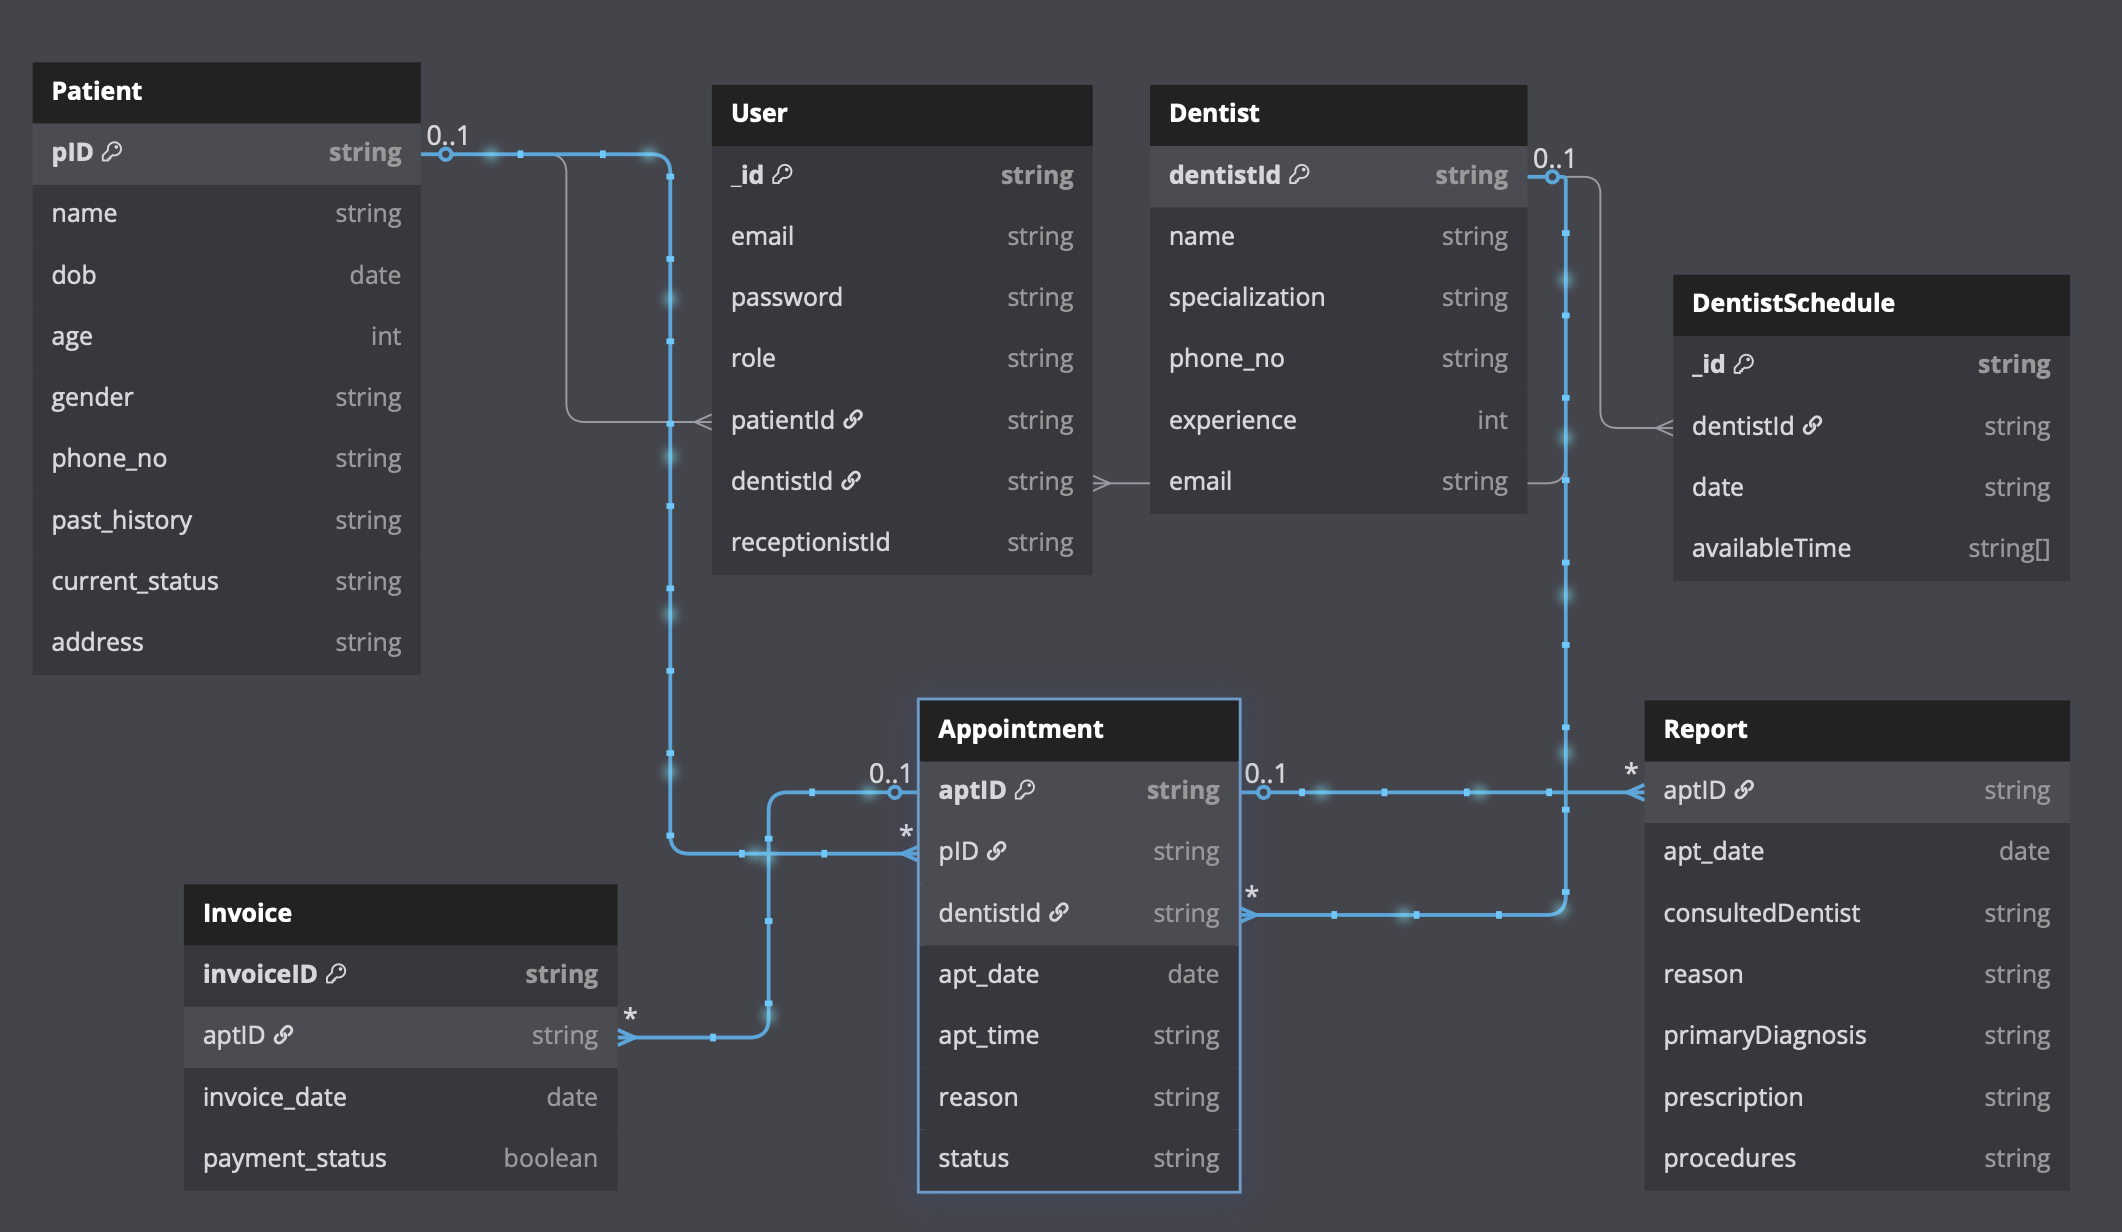 Patient
pID string
name string
dob date
age int
gender string
phone_no string
past_history string
current_status string
address string
0..1
User
_id string
email string
password string
role string
patientId string
dentistId string
receptionistId string
Dentist
dentistId string
name string
specialization string
phone_no string
experience int
email string
0..1
DentistSchedule
_id string
dentistId string
date string
availableTime string[]
Invoice
invoiceID string
aptID string
invoice_date date
payment_status boolean
*
0..1
*
Appointment
aptID string
pID string
dentistId string
apt_date date
apt_time string
reason string
status string
0..1
*
*
Report
aptID string
apt_date date
consultedDentist string
reason string
primaryDiagnosis string
prescription string
procedures string